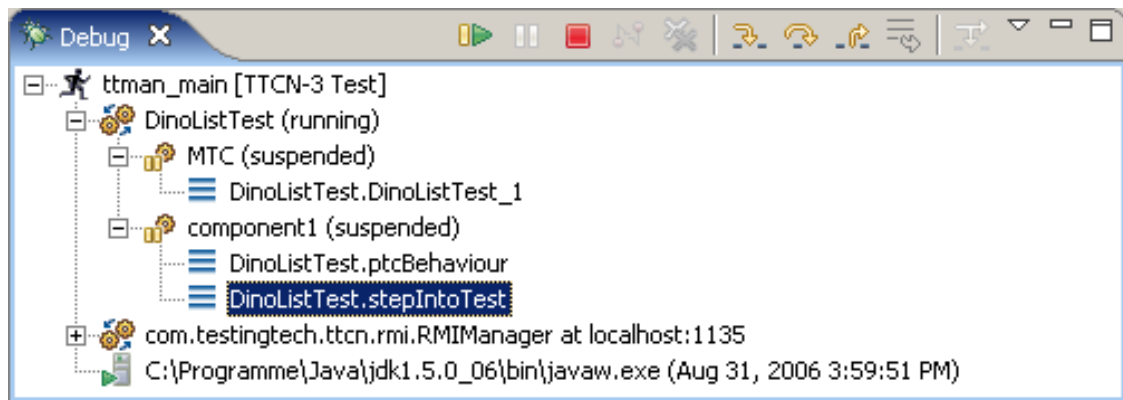 Debug
ttman_main [TTCN-3 Test]
DinoListTest (running)
MTC (suspended)
DinoListTest.DinoListTest_1
component1 (suspended)
DinoListTest.ptcBehaviour
DinoListTest.stepIntoTest
com.testingtech.ttcn.rmi.RMIManager at localhost:1135
C:\Programme\Java\jdk1.5.0_06\bin\javaw.exe (Aug 31, 2006 3:59:51 PM)